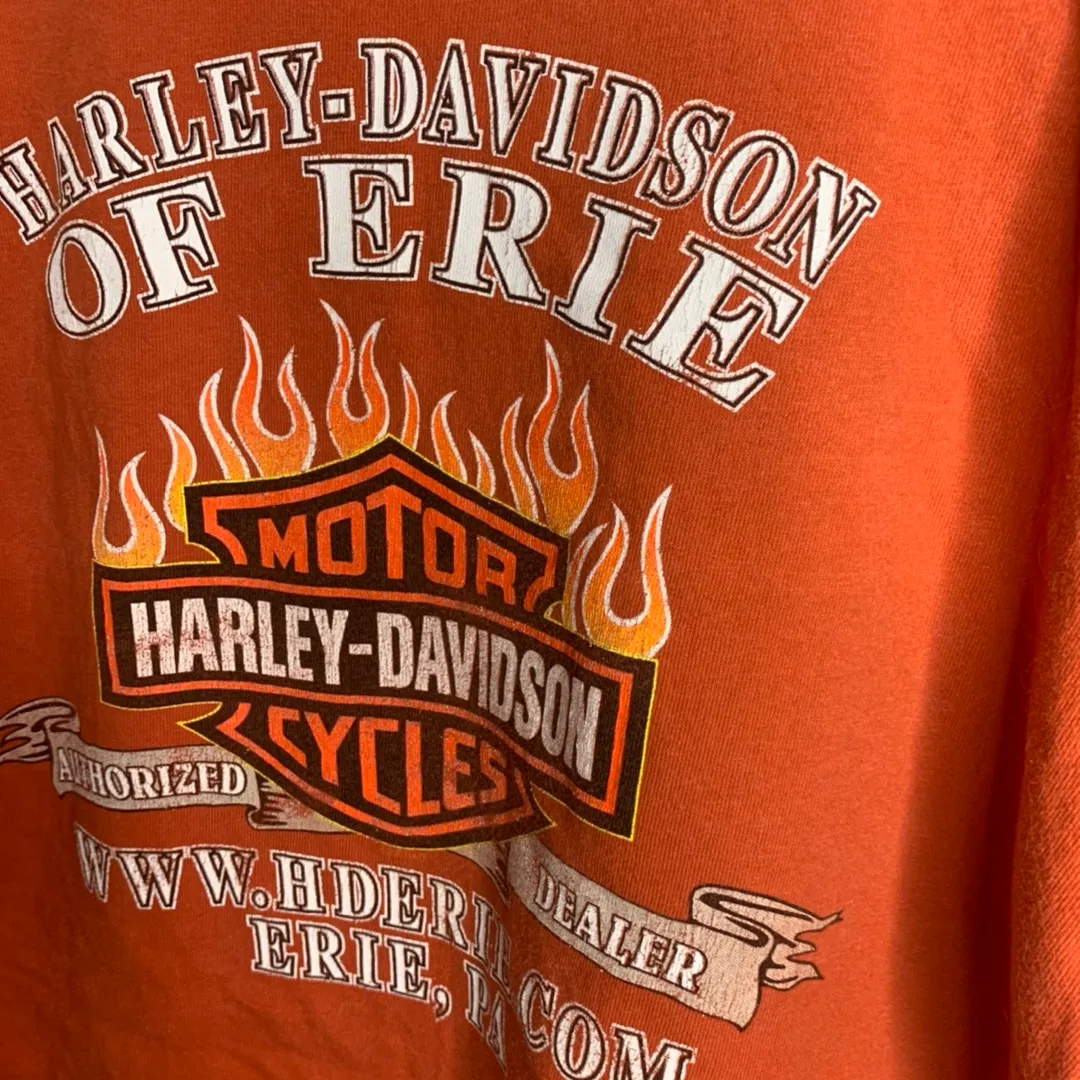 HARLEY-DAVIDSON
OF ERIE
MOTOR
HARLEY-DAVIDSON
CYCLES
AUTHORIZED
DEALER
WWW.HDERIE.COM
ERIE, PA